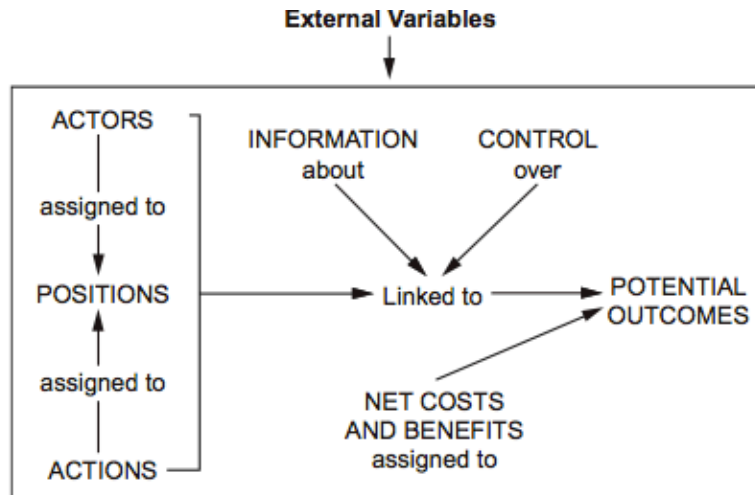 External Variables
ACTORS
assigned to
POSITIONS
assigned to
ACTIONS
INFORMATION
about
CONTROL
over
Linked to
POTENTIAL
OUTCOMES
NET COSTS
AND BENEFITS
assigned to